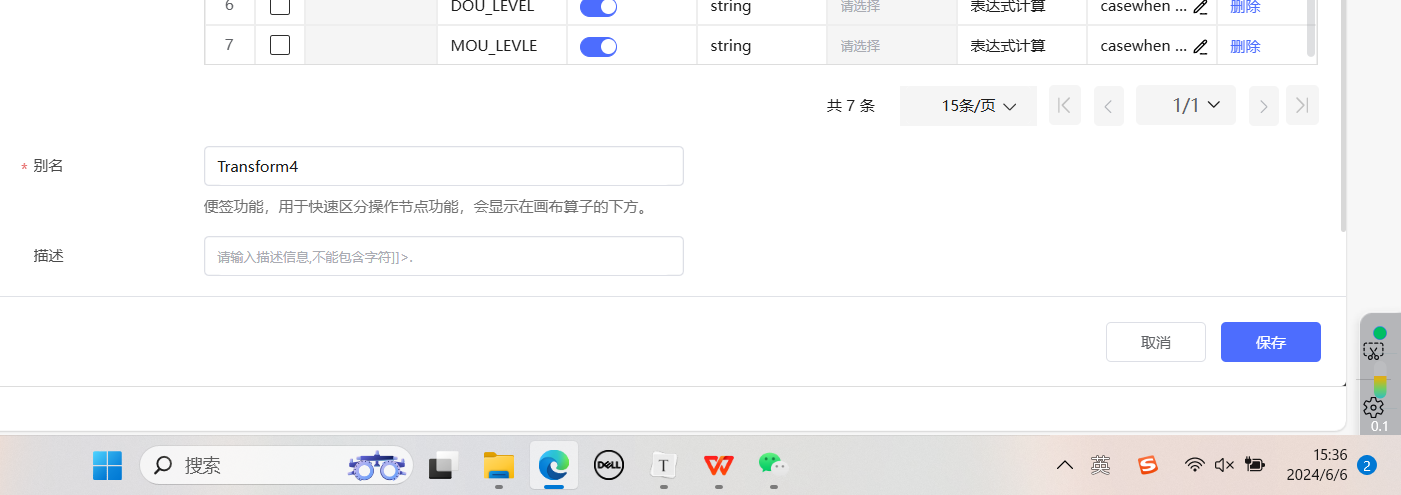 6 DOU_LEVEL string 请选择 表达式计算 casewhen ... 删除
7 MOU_LEVLE string 请选择 表达式计算 casewhen ... 删除
共 7 条 15条/页 1/1
* 别名 Transform4
便签功能，用于快速区分操作节点功能，会显示在画布算子的下方。
描述 请输入描述信息,不能包含字符]]>.
取消 保存
0.1
搜索 DELL T W 英 S 15:36
2024/6/6 2